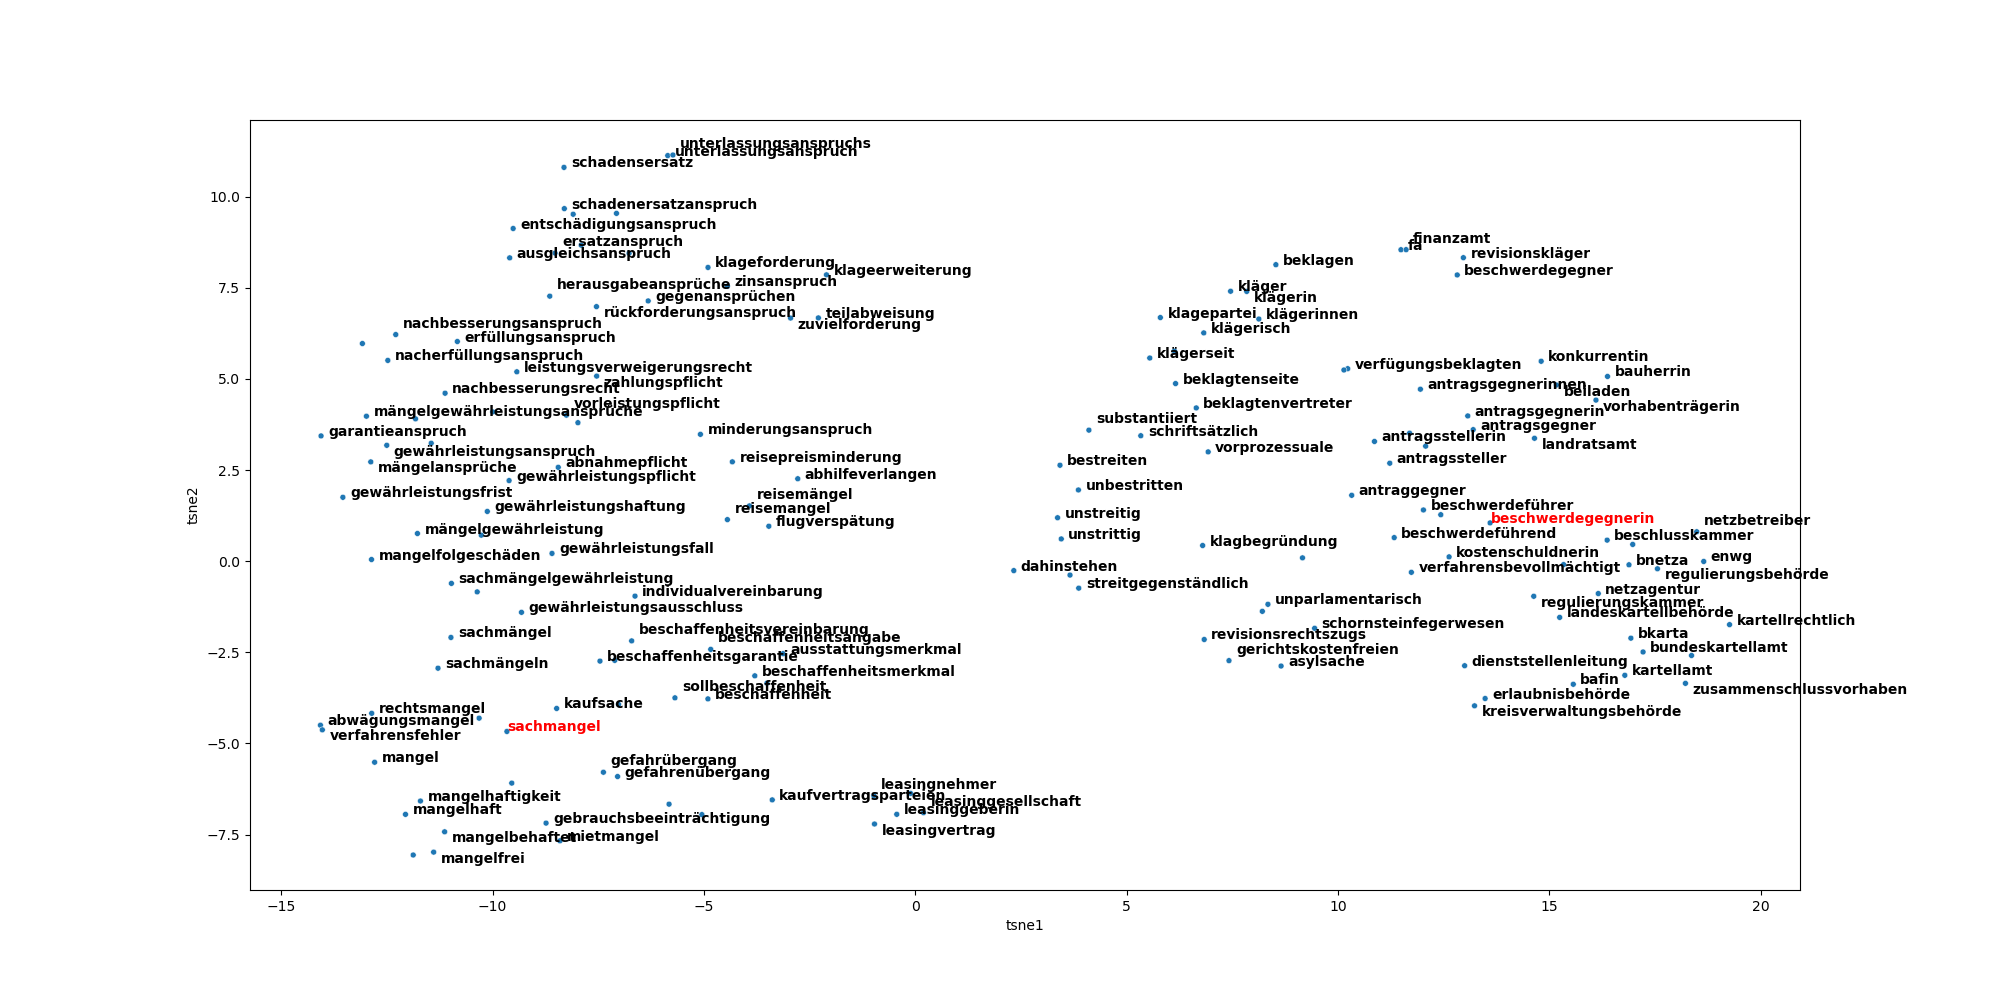 unterlassungsanspruchs
unterlassungsanspruch
schadensersatz
schadenersatzanspruch
entschädigungsanspruch
ersatzanspruch
ausgleichsanspruch
klageforderung
klageerweiterung
zinsanspruch
herausgabeansprüche
gegenansprüchen
rückforderungsanspruch
teilabweisung
zuvielforderung
nachbesserungsanspruch
erfüllungsanspruch
nacherfüllungsanspruch
leistungsverweigerungsrecht
zahlungspflicht
nachbesserungsrecht
vorleistungspflicht
mängelgewährleistungsansprüche
garantieanspruch
minderungsanspruch
gewährleistungsanspruch
mängelansprüche
abnahmepflicht
reisepreisminderung
gewährleistungspflicht
abhilfeverlangen
gewährleistungsfrist
reisemängel
gewährleistungshaftung
reisemangel
flugverspätung
mängelgewährleistung
gewährleistungsfall
mangelfolgeschäden
sachmängelgewährleistung
individualvereinbarung
gewährleistungsausschluss
sachmängel
beschaffenheitsvereinbarung
beschaffenheitsangabe
ausstattungsmerkmal
beschaffenheitsgarantie
sachmängeln
beschaffenheitsmerkmal
sollbeschaffenheit
beschaffenheit
kaufsache
rechtsmangel
abwägungsmangel
sachmangel
verfahrensfehler
mangel
gefahrübergang
gefahrenübergang
mangelhaftigkeit
mangelhaft
kaufvertragsparteien
leasingnehmer
leasinggesellschaft
leasinggeberin
leasingvertrag
gebrauchsbeeinträchtigung
mangelbehaftet
mietmangel
mangelfrei
finanzamt
fa
revisionskläger
beschwerdegegner
beklagen
kläger
klägerin
klagepartei
klägerinnen
klägerisch
klägerseit
verfügungsbeklagten
konkurrentin
bauherrin
beklagtenseite
antragsgegnerinnen
beiladen
beklagtenvertreter
vorhabenträgerin
antragsgegnerin
substantiiert
antragsgegner
schriftsätzlich
antragsstellerin
landratsamt
vorprozessuale
bestreiten
antragssteller
unbestritten
antraggegner
beschwerdeführer
unstreitig
beschwerdegegnerin
netzbetreiber
unstrittig
beschwerdeführend
beschlusskammer
klagbegründung
kostenschuldnerin
bnetza
enwg
dahinstehen
verfahrensbevollmächtigt
regulierungsbehörde
streitgegenständlich
netzagentur
unparlamentarisch
regulierungskammer
landeskartellbehörde
schornsteinfegerwesen
kartellrechtlich
revisionsrechtszugs
bkarta
gerichtskostenfreien
bundeskartellamt
asylsache
dienststellenleitung
kartellamt
bafin
zusammenschlussvorhaben
erlaubnisbehörde
kreisverwaltungsbehörde
10.0
7.5
5.0
2.5
0.0
−2.5
−5.0
−7.5
tsne2
−15
−10
−5
0
5
10
15
20
tsne1